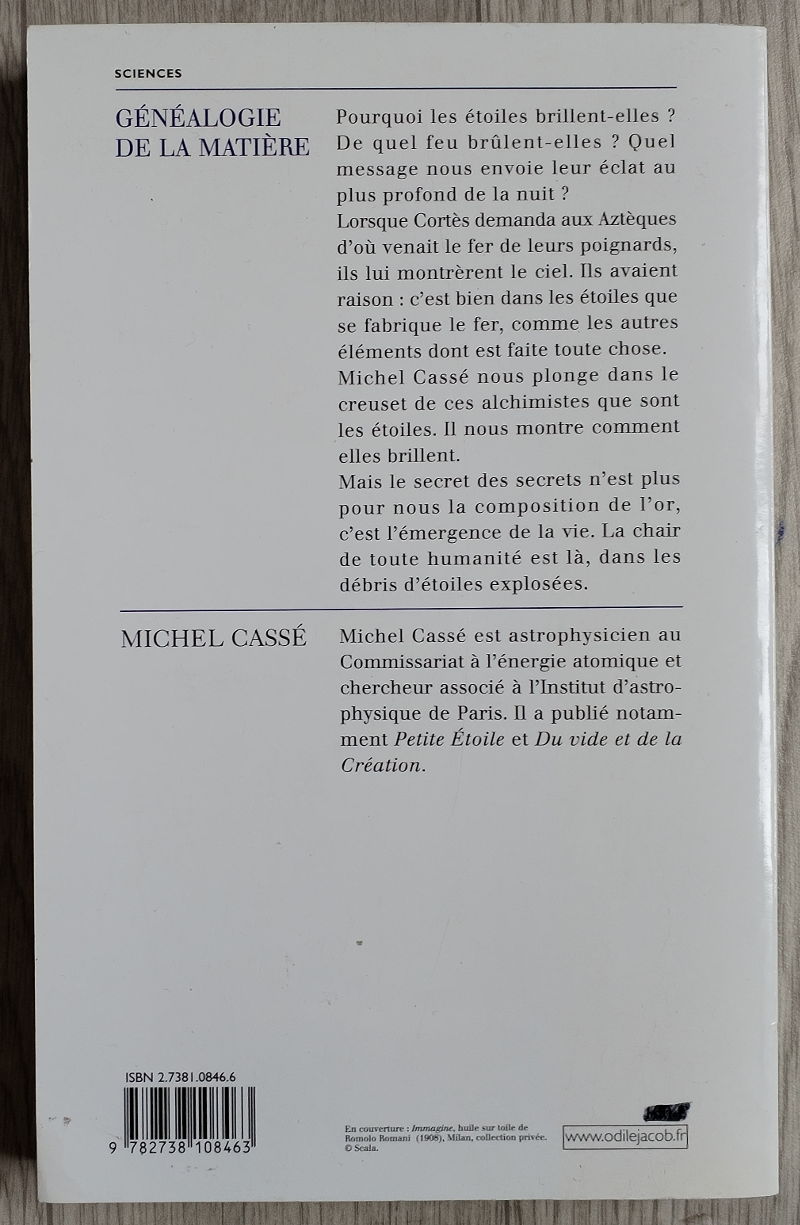 SCIENCES
GÉNÉALOGIE
DE LA MATIÈRE
Pourquoi les étoiles brillent-elles ?
De quel feu brûlent-elles ? Quel
message nous envoie leur éclat au
plus profond de la nuit ?
Lorsque Cortès demanda aux Aztèques
d’où venait le fer de leurs poignards,
ils lui montrèrent le ciel. Ils avaient
raison : c’est bien dans les étoiles que
se fabrique le fer, comme les autres
éléments dont est faite toute chose.
Michel Cassé nous plonge dans le
creuset de ces alchimistes que sont
les étoiles. Il nous montre comment
elles brillent.
Mais le secret des secrets n’est plus
pour nous la composition de l’or,
c’est l’émergence de la vie. La chair
de toute humanité est là, dans les
débris d’étoiles explosées.
MICHEL CASSÉ
Michel Cassé est astrophysicien au
Commissariat à l’énergie atomique et
chercheur associé à l’Institut d’astro-
physique de Paris. Il a publié notam-
ment Petite Étoile et Du vide et de la
Création.
ISBN 2.7381.0846.6
9 782738 108463
En couverture : Immagine, huile sur toile de
Romolo Romani (1908), Milan, collection privée.
© Scala.
www.odilejacob.fr